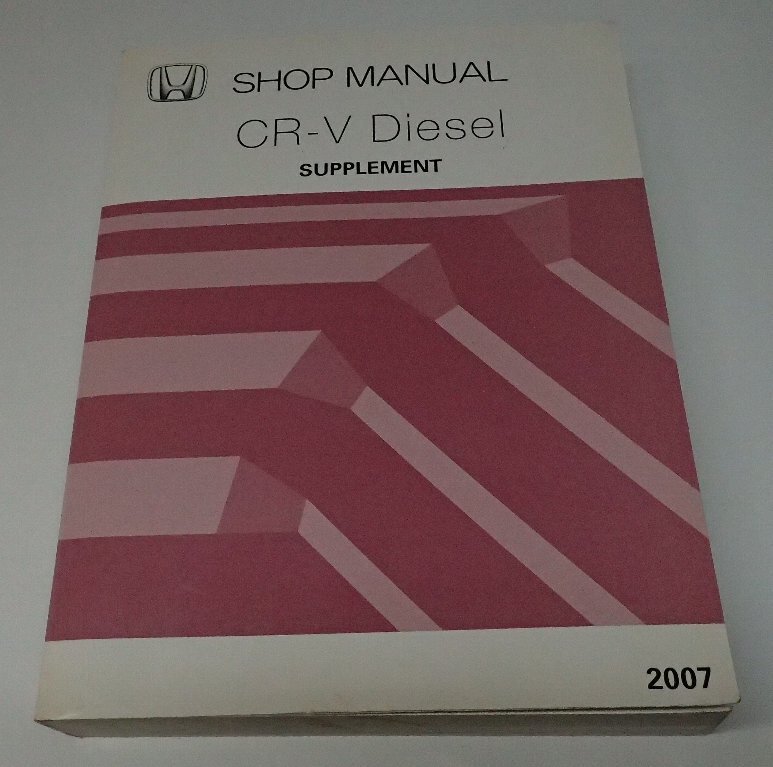 SHOP MANUAL
CR-V Diesel
SUPPLEMENT
2007